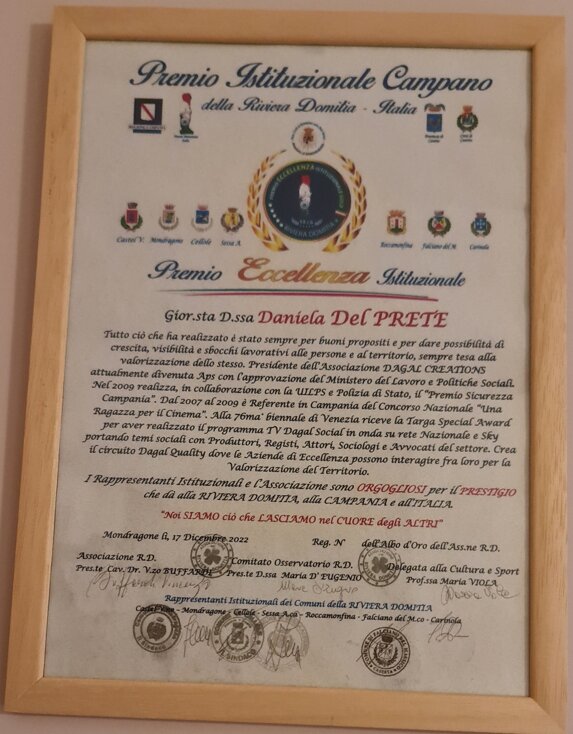 Premio Istituzionale Campano
della Riviera Domitia - Italia
Castel V. Mondragone Cellole Sessa A. Roccamonfina Falciano del M. Carinola
Premio Eccellenza Istituzionale
Gior.sta D.ssa Daniela Del PRETE
Tutto ciò che ha realizzato è stato sempre per buoni propositi e per dare possibilità di
crescita, visibilità e sbocchi lavorativi alle persone e al territorio, sempre tesa alla
valorizzazione dello stesso. Presidente dell'Associazione DAGAL CREATIONS
attualmente divenuta Aps con l'approvazione del Ministero del Lavoro e Politiche Sociali.
Nel 2009 realizza, in collaborazione con la UILPS e Polizia di Stato, il "Premio Sicurezza
Campania". Dal 2007 al 2009 è Referente in Campania del Concorso Nazionale "Una
Ragazza per il Cinema". Alla 76ma° biennale di Venezia riceve la Targa Special Award
per aver realizzato il programma TV Dagal Social in onda su rete Nazionale e Sky
portando temi sociali con Produttori, Registi, Attori, Sociologi e Avvocati del settore. Crea
il circuito Dagal Quality dove le Aziende di Eccellenza possono interagire fra loro per la
Valorizzazione del Territorio.
I Rappresentanti Istituzionali e l'Associazione sono ORGOGLIOSI per il PRESTIGIO
che dà alla RIVIERA DOMITIA, alla CAMPANIA e all'ITALIA.
"Noi SIAMO ciò che LASCIAMO nel CUORE degli ALTRI"
Mondragone lì, 17 Dicembre 2022 Reg. N dell'Albo d'Oro dell'Ass.ne R.D.
Associazione R.D. Comitato Osservatorio R.D. Delegata alla Cultura e Sport
Pres.te Cav. Dr. V.zo BUFFARDI Pres.te D.ssa Maria D'EUGENIO Prof.ssa Maria VIOLA
Rappresentanti Istituzionali dei Comuni della RIVIERA DOMITIA
Castel V.no - Mondragone - Cellole - Sessa A.ca - Roccamonfina - Falciano del M.co - Carinola